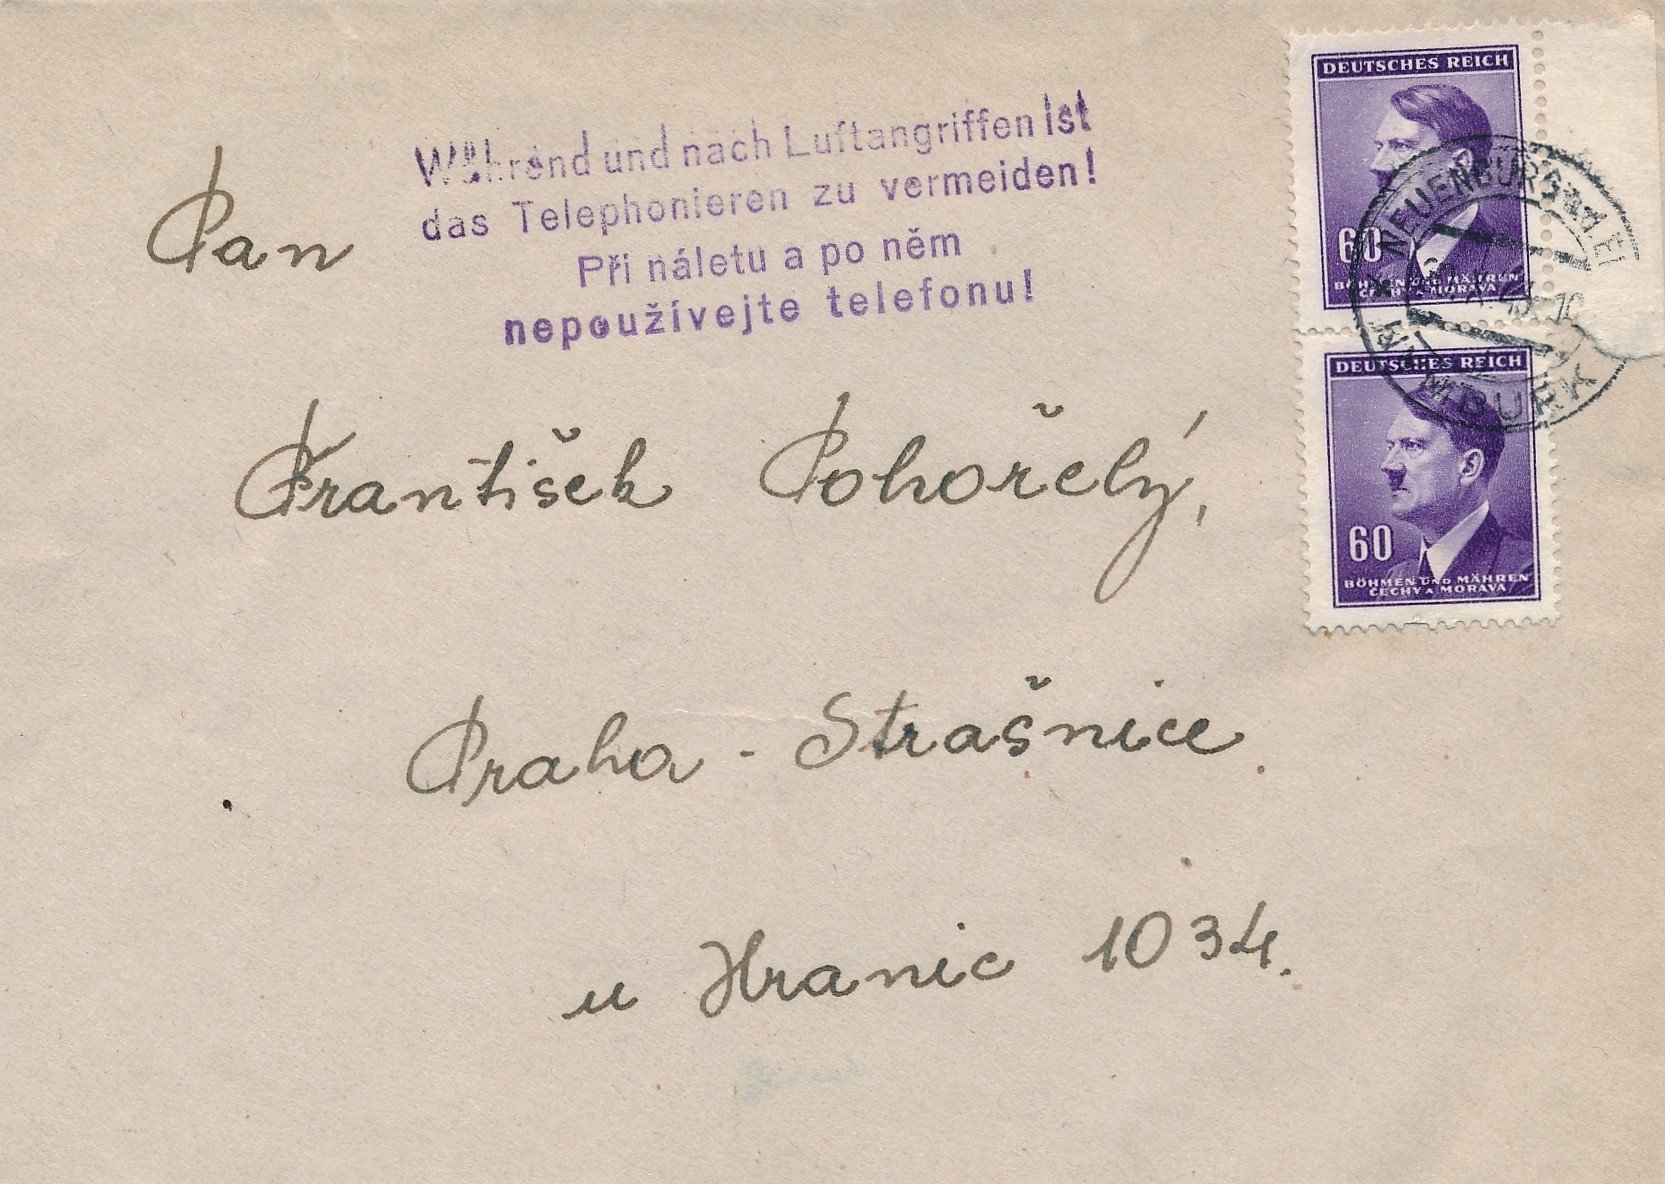 Während und nach Luftangriffen ist
das Telephonieren zu vermeiden!
Při náletu a po něm
nepoužívejte telefonu!
Pan
František Pohořelý,
Praha - Strašnice.
u Hranic 1034.
DEUTSCHES REICH
60
BÖHMEN UND MÄHREN
ČECHY A MORAVA
DEUTSCHES REICH
60
BÖHMEN UND MÄHREN
ČECHY A MORAVA
NEUENBURG
NIMBURK